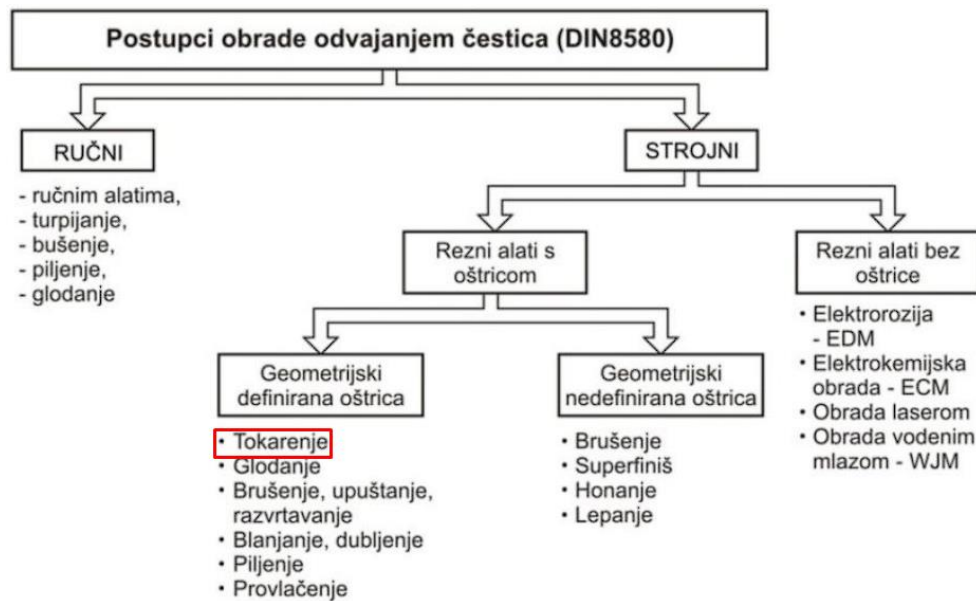 Postupci obrade odvajanjem čestica (DIN8580)
RUČNI
- ručnim alatima,
- turpijanje,
- bušenje,
- piljenje,
- glodanje
STROJNI
Rezni alati s
oštricom
Rezni alati bez
oštrice
• Elektrorozija
- EDM
• Elektrokemijska
obrada - ECM
• Obrada laserom
• Obrada vodenim
mlazom - WJM
Geometrijski
definirana oštrica
• Tokarenje
• Glodanje
• Brušenje, upuštanje,
razvrtavanje
• Blanjanje, dubljenje
• Piljenje
• Provlačenje
Geometrijski
nedefinirana oštrica
• Brušenje
• Superfiniš
• Honanje
• Lepanje